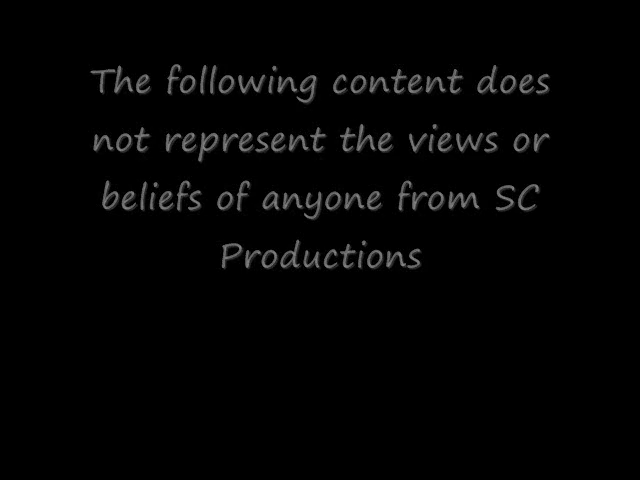 The following content does
not represent the views or
beliefs of anyone from SC
Productions